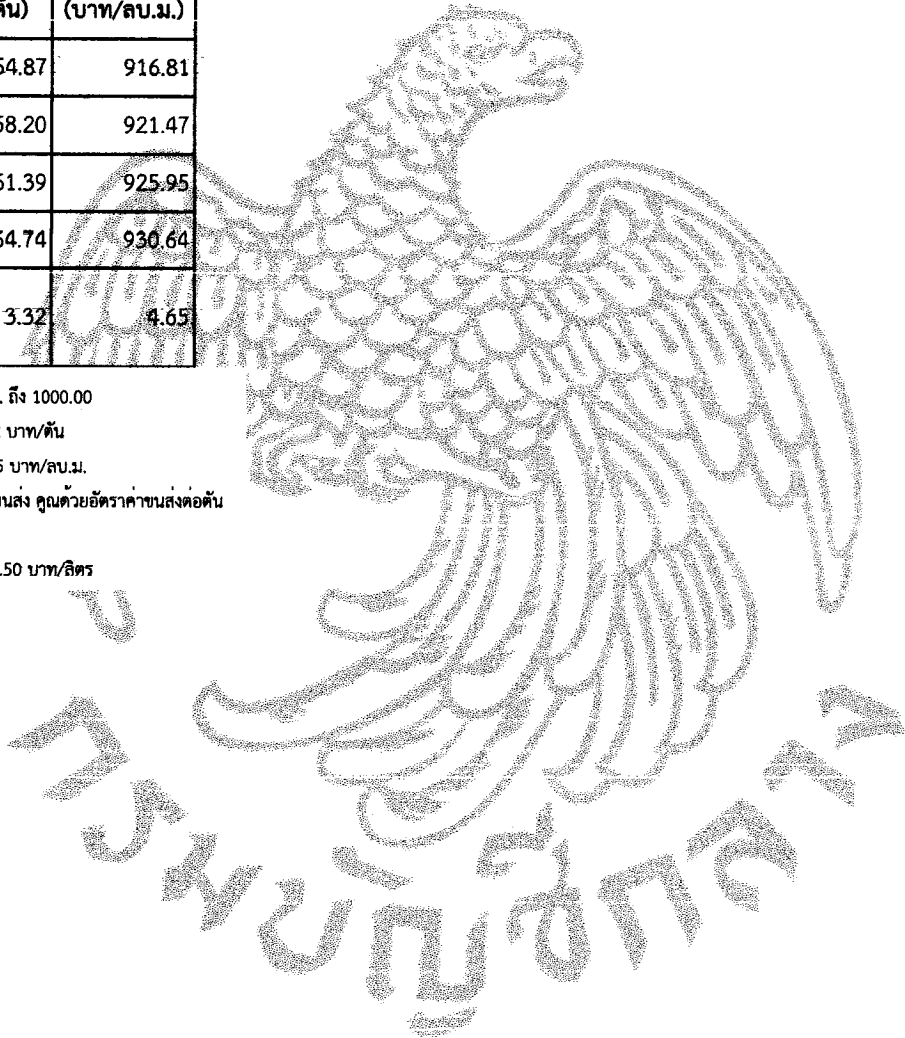 ตัน) (บาท/ลบ.ม.)
54.87 916.81
58.20 921.47
61.39 925.95
64.74 930.64
3.32 4.65
. ถึง 1000.00
บาท/ตัน
5 บาท/ลบ.ม.
ขนส่ง คูณด้วยอัตราค่าขนส่งต่อตัน
.50 บาท/ลิตร
กรมบัญชีกลาง